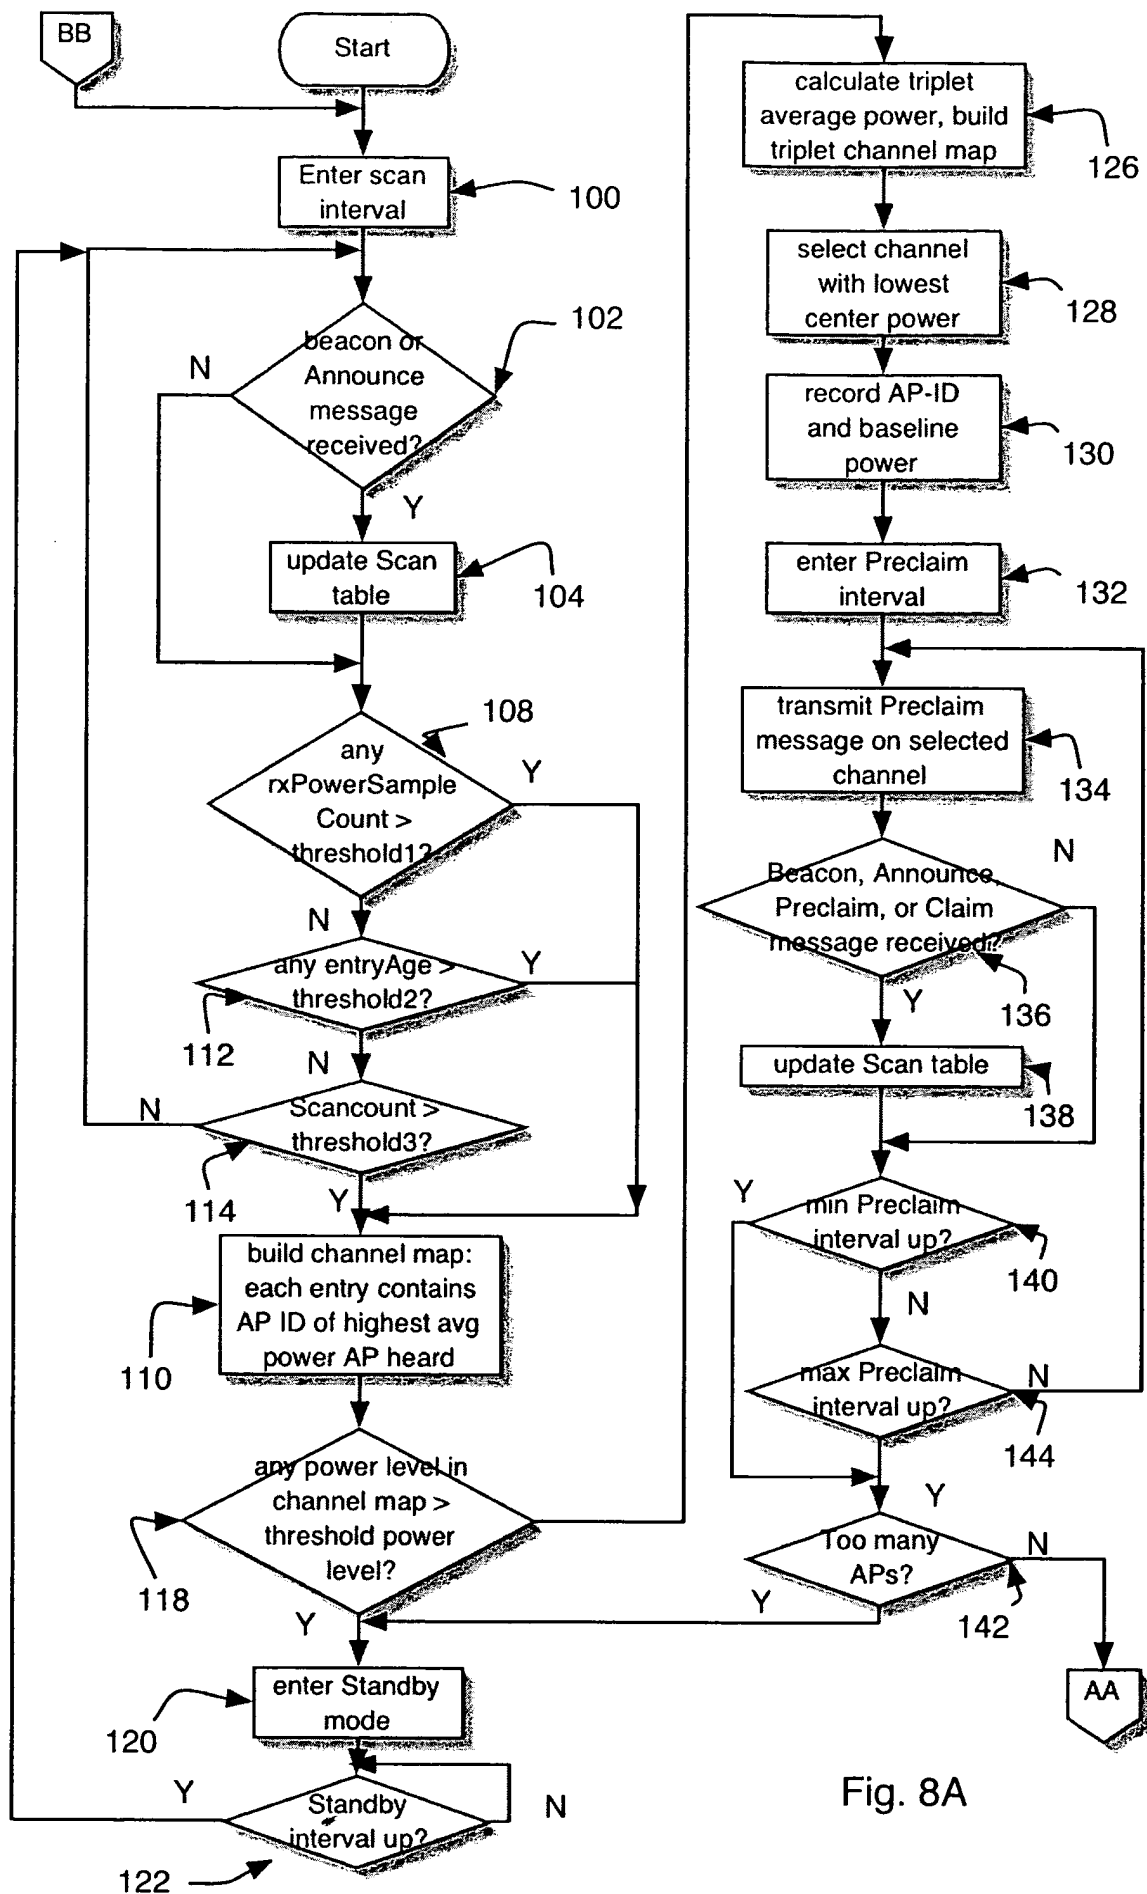 BB
Start
Enter scan
interval
100
beacon or
Announce
message
received?
102
N
Y
update Scan
table
104
any
rxPowerSample
Count >
threshold1?
108
Y
N
any entryAge >
threshold2?
Y
112
N
Scancount >
threshold3?
N
114
Y
build channel map:
each entry contains
AP ID of highest avg
power AP heard
110
any power level in
channel map >
threshold power
level?
118
Y
enter Standby
mode
120
Standby
interval up?
Y
N
122
calculate triplet
average power, build
triplet channel map
126
select channel
with lowest
center power
128
record AP-ID
and baseline
power
130
enter Preclaim
interval
132
transmit Preclaim
message on selected
channel
134
Beacon, Announce,
Preclaim, or Claim
message received?
N
136
Y
update Scan table
138
min Preclaim
interval up?
Y
140
N
max Preclaim
interval up?
N
144
Y
Too many
APs?
N
142
Y
AA
Fig. 8A